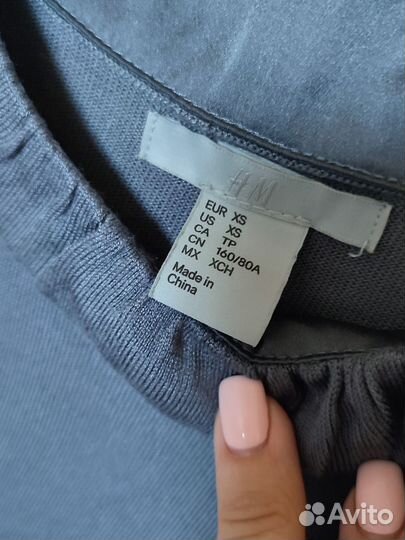 H&M
EUR XS
US XS
CA TP
CN 160/80A
MX XCH
Made in
China
Avito